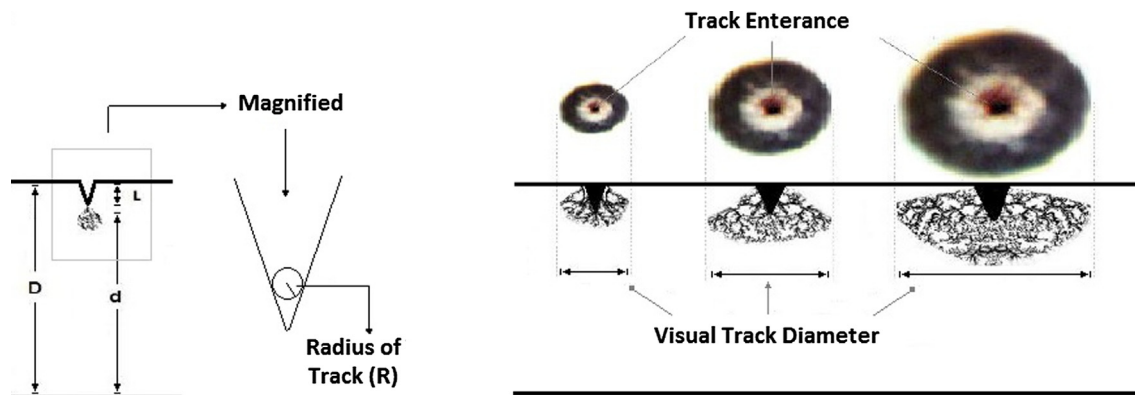 Magnified
L
D
d
Radius of
Track (R)
Track Enterance
Visual Track Diameter